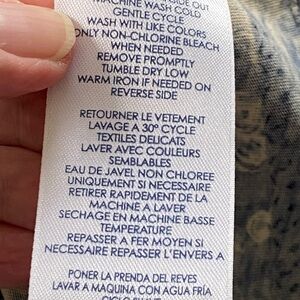 SIDE OUT
MACHINE WASH COLD
GENTLE CYCLE
WASH WITH LIKE COLORS
ONLY NON-CHLORINE BLEACH
WHEN NEEDED
REMOVE PROMPTLY
TUMBLE DRY LOW
WARM IRON IF NEEDED ON
REVERSE SIDE
RETOURNER LE VETEMENT
LAVAGE A 30° CYCLE
TEXTILES DELICATS
LAVER AVEC COULEURS
SEMBLABLES
EAU DE JAVEL NON CHLOREE
UNIQUEMENT SI NECESSAIRE
RETIRER RAPIDEMENT DE LA
MACHINE A LAVER
SECHAGE EN MACHINE BASSE
TEMPERATURE
REPASSER A FER MOYEN SI
NECESSAIRE REPASSER L'ENVERS A
PONER LA PRENDA DEL REVES
LAVAR A MAQUINA CON AGUA FRIA